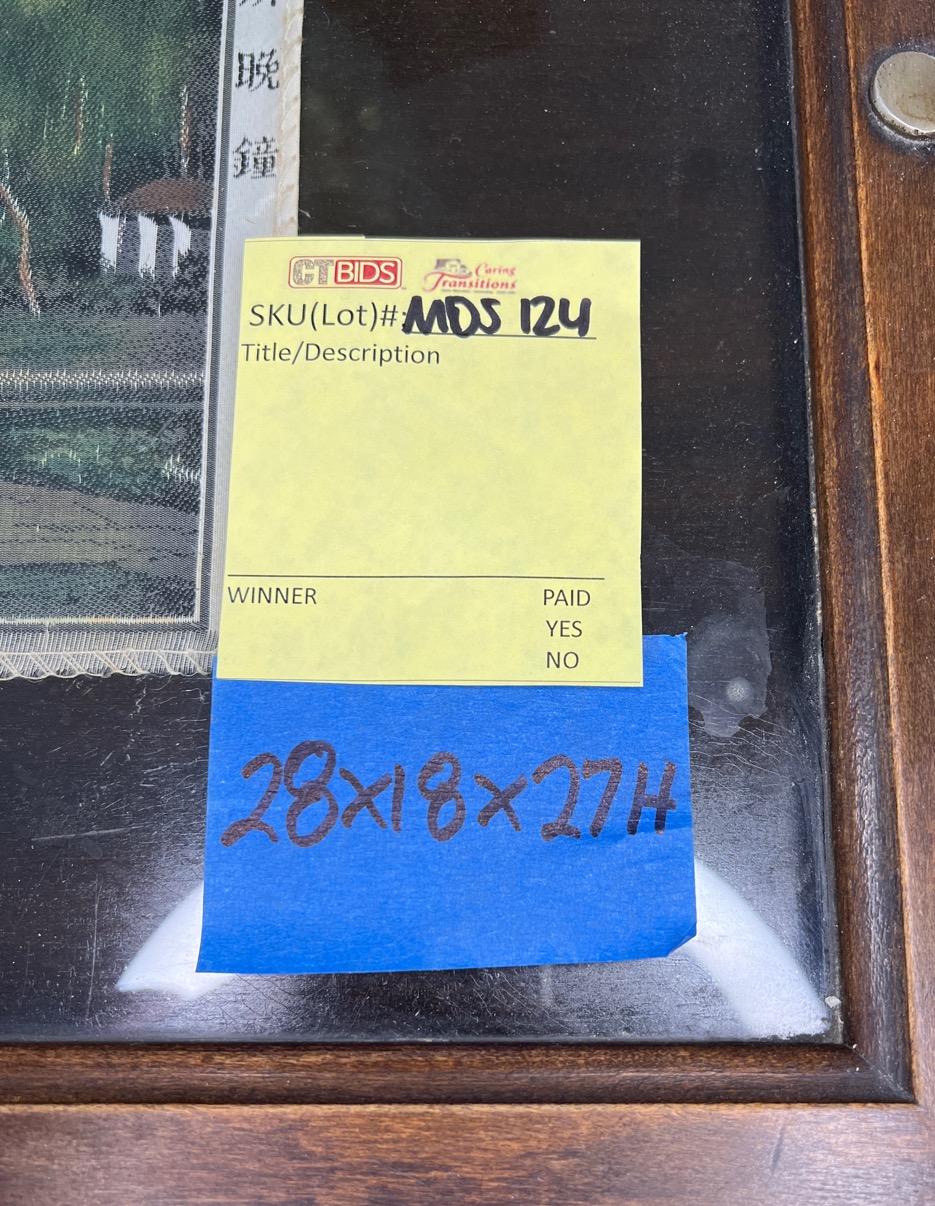 晚
鐘
CTBIDS
Caring
Transitions
SKU(Lot)#: MDS 124
Title/Description
WINNER PAID
YES
NO
28x18x27H